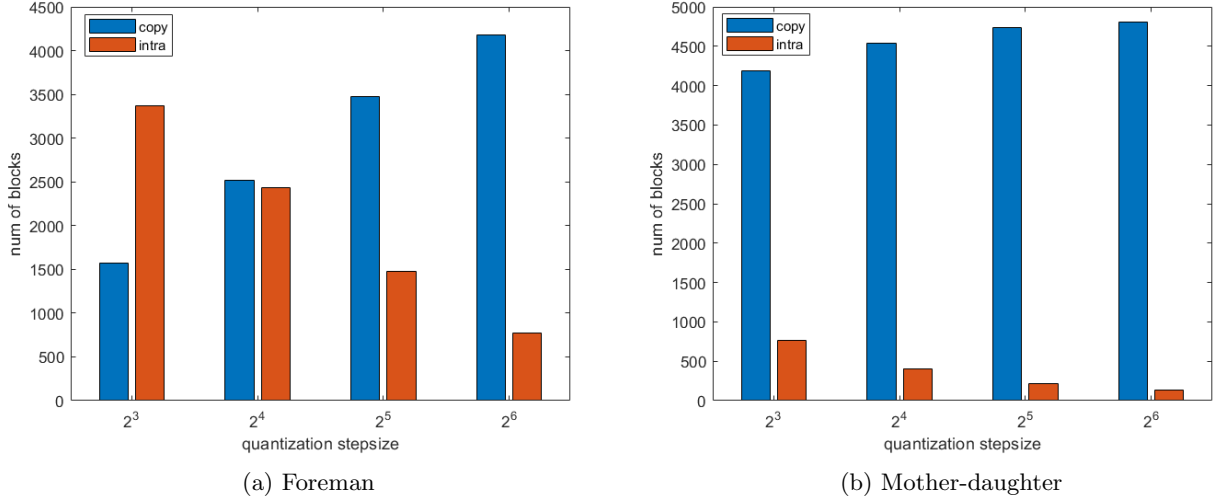 4500
4000
3500
3000
2500
2000
1500
1000
500
0
copy
intra
num of blocks
2^3 2^4 2^5 2^6
quantization stepsize
(a) Foreman
5000
4500
4000
3500
3000
2500
2000
1500
1000
500
0
copy
intra
num of blocks
2^3 2^4 2^5 2^6
quantization stepsize
(b) Mother-daughter